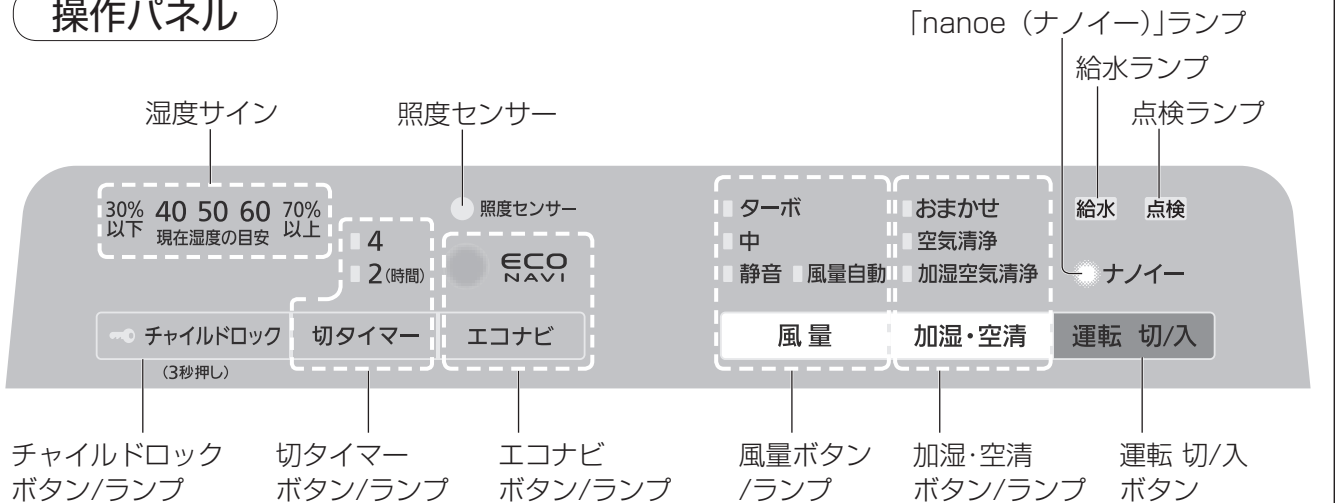 操作パネル
「nanoe（ナノイー）」ランプ
給水ランプ
湿度サイン
照度センサー
点検ランプ
30%
以下
40 50 60
現在湿度の目安
70%
以上
4
2(時間)
照度センサー
ECO
NAVI
ターボ
中
静音
風量自動
おまかせ
空気清浄
加湿空気清浄
給水
点検
ナノイー
チャイルドロック
(3秒押し)
切タイマー
エコナビ
風量
加湿・空清
運転 切/入
チャイルドロック
ボタン/ランプ
切タイマー
ボタン/ランプ
エコナビ
ボタン/ランプ
風量ボタン
/ランプ
加湿・空清
ボタン/ランプ
運転 切/入
ボタン